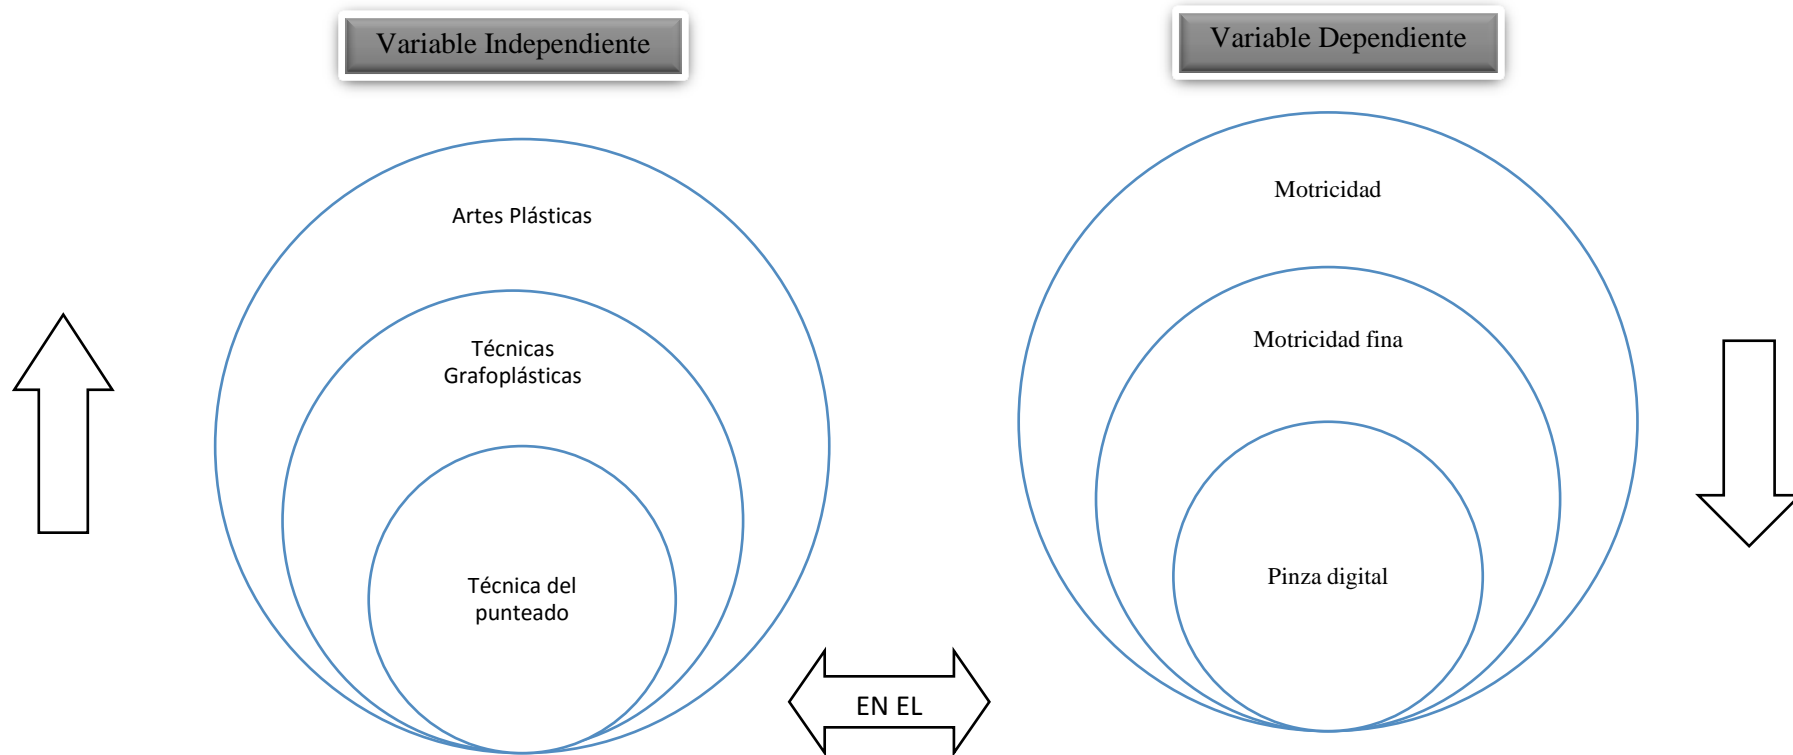 Variable Independiente
Variable Dependiente
Artes Plásticas
Técnicas
Grafoplásticas
Técnica del
punteado
Motricidad
Motricidad fina
Pinza digital
EN EL